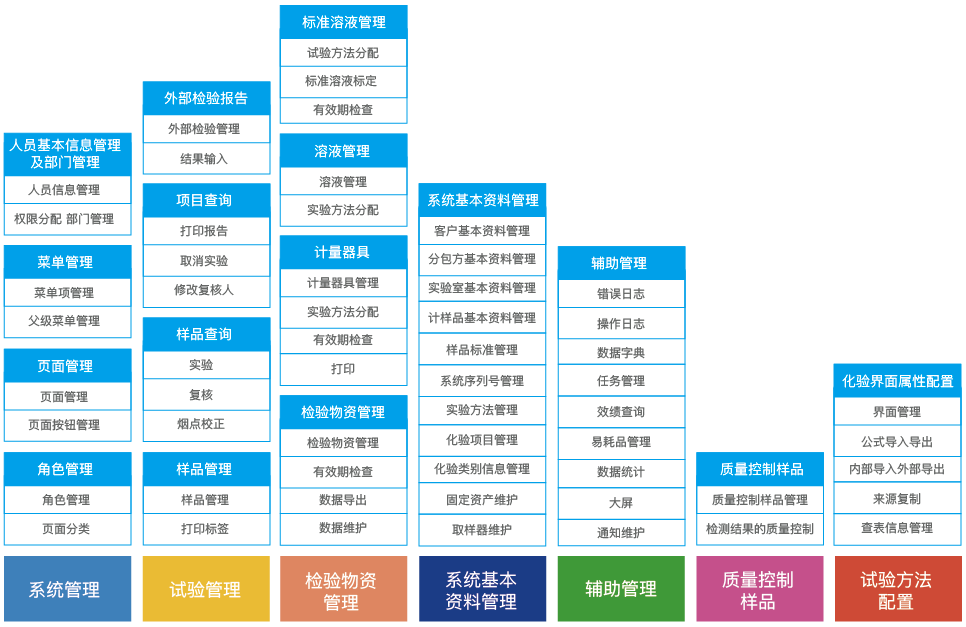 人员基本信息管理
及部门管理
人员信息管理
权限分配 部门管理
菜单管理
菜单项管理
父级菜单管理
页面管理
页面管理
页面按钮管理
角色管理
角色管理
页面分类
系统管理
外部检验报告
外部检验管理
结果输入
项目查询
打印报告
取消实验
修改复核人
样品查询
实验
复核
烟点校正
样品管理
样品管理
打印标签
试验管理
标准溶液管理
试验方法分配
标准溶液标定
有效期检查
溶液管理
溶液管理
实验方法分配
计量器具
计量器具管理
实验方法分配
有效期检查
打印
检验物资管理
检验物资管理
有效期检查
数据导出
数据维护
检验物资
管理
系统基本资料管理
客户基本资料管理
分包方基本资料管理
实验室基本资料管理
计样品基本资料管理
样品标准管理
系统序列号管理
实验方法管理
化验项目管理
化验类别信息管理
固定资产维护
取样器维护
系统基本
资料管理
辅助管理
错误日志
操作日志
数据字典
任务管理
效绩查询
易耗品管理
数据统计
大屏
通知维护
辅助管理
质量控制样品
质量控制样品管理
检测结果的质量控制
质量控制
样品
化验界面属性配置
界面管理
公式导入导出
内部导入外部导出
来源复制
查表信息管理
试验方法
配置